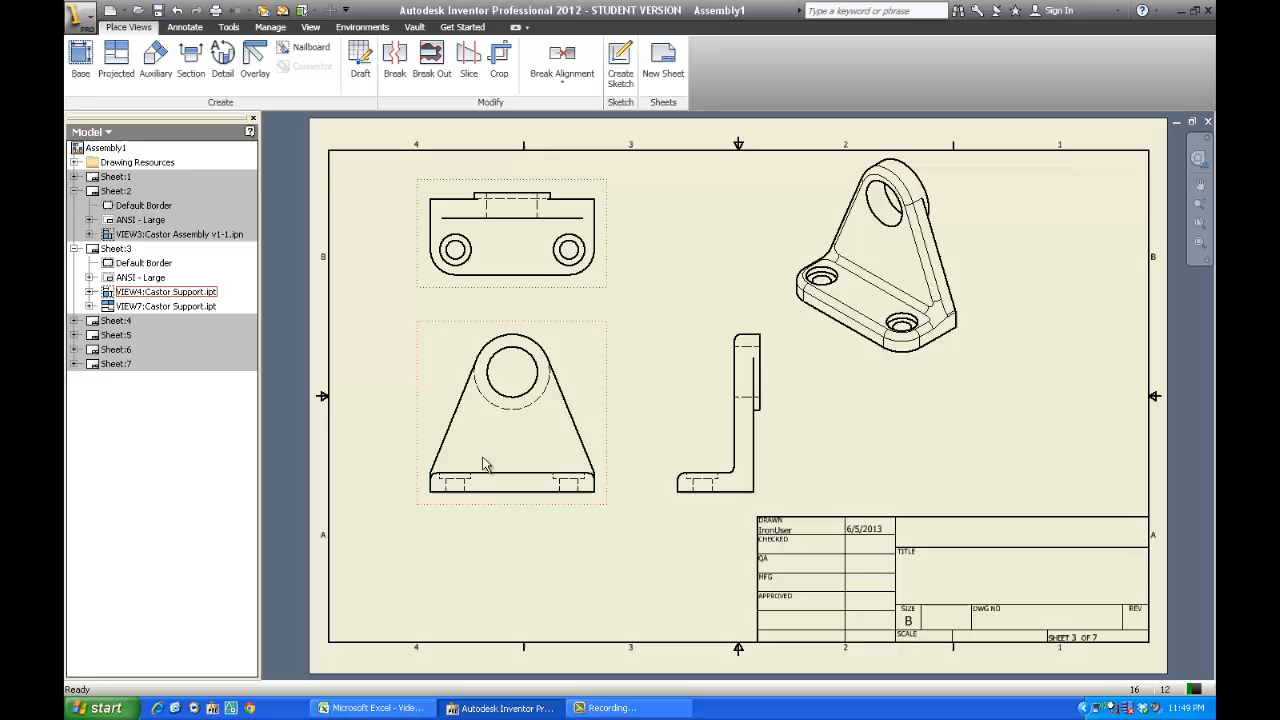 Autodesk Inventor Professional 2012 - STUDENT VERSION Assembly1
Type a keyword or phrase
Sign In
PRO
Place Views Annotate Tools Manage View Environments Vault Get Started
Base Projected Auxiliary Section Detail Overlay
Nailboard
Connector
Draft Break Break Out Slice Crop Break Alignment Create Sketch New Sheet
Create Modify Sketch Sheets
Model
Assembly1
Drawing Resources
Sheet:1
Sheet:2
Default Border
ANSI - Large
VIEW3:Castor Assembly v1-1.ipn
Sheet:3
Default Border
ANSI - Large
VIEW4:Castor Support.ipt
VIEW7:Castor Support.ipt
Sheet:4
Sheet:5
Sheet:6
Sheet:7
4 3 2 1
B B
A A
DRAWN
IronUser 6/5/2013
CHECKED
QA
MFG
APPROVED
TITLE
SIZE DWG NO REV
B
SCALE SHEET 3 OF 7
4 3 2 1
Ready 16 12
start Microsoft Excel - Vide... Autodesk Inventor Pr... Recording... 11:49 PM